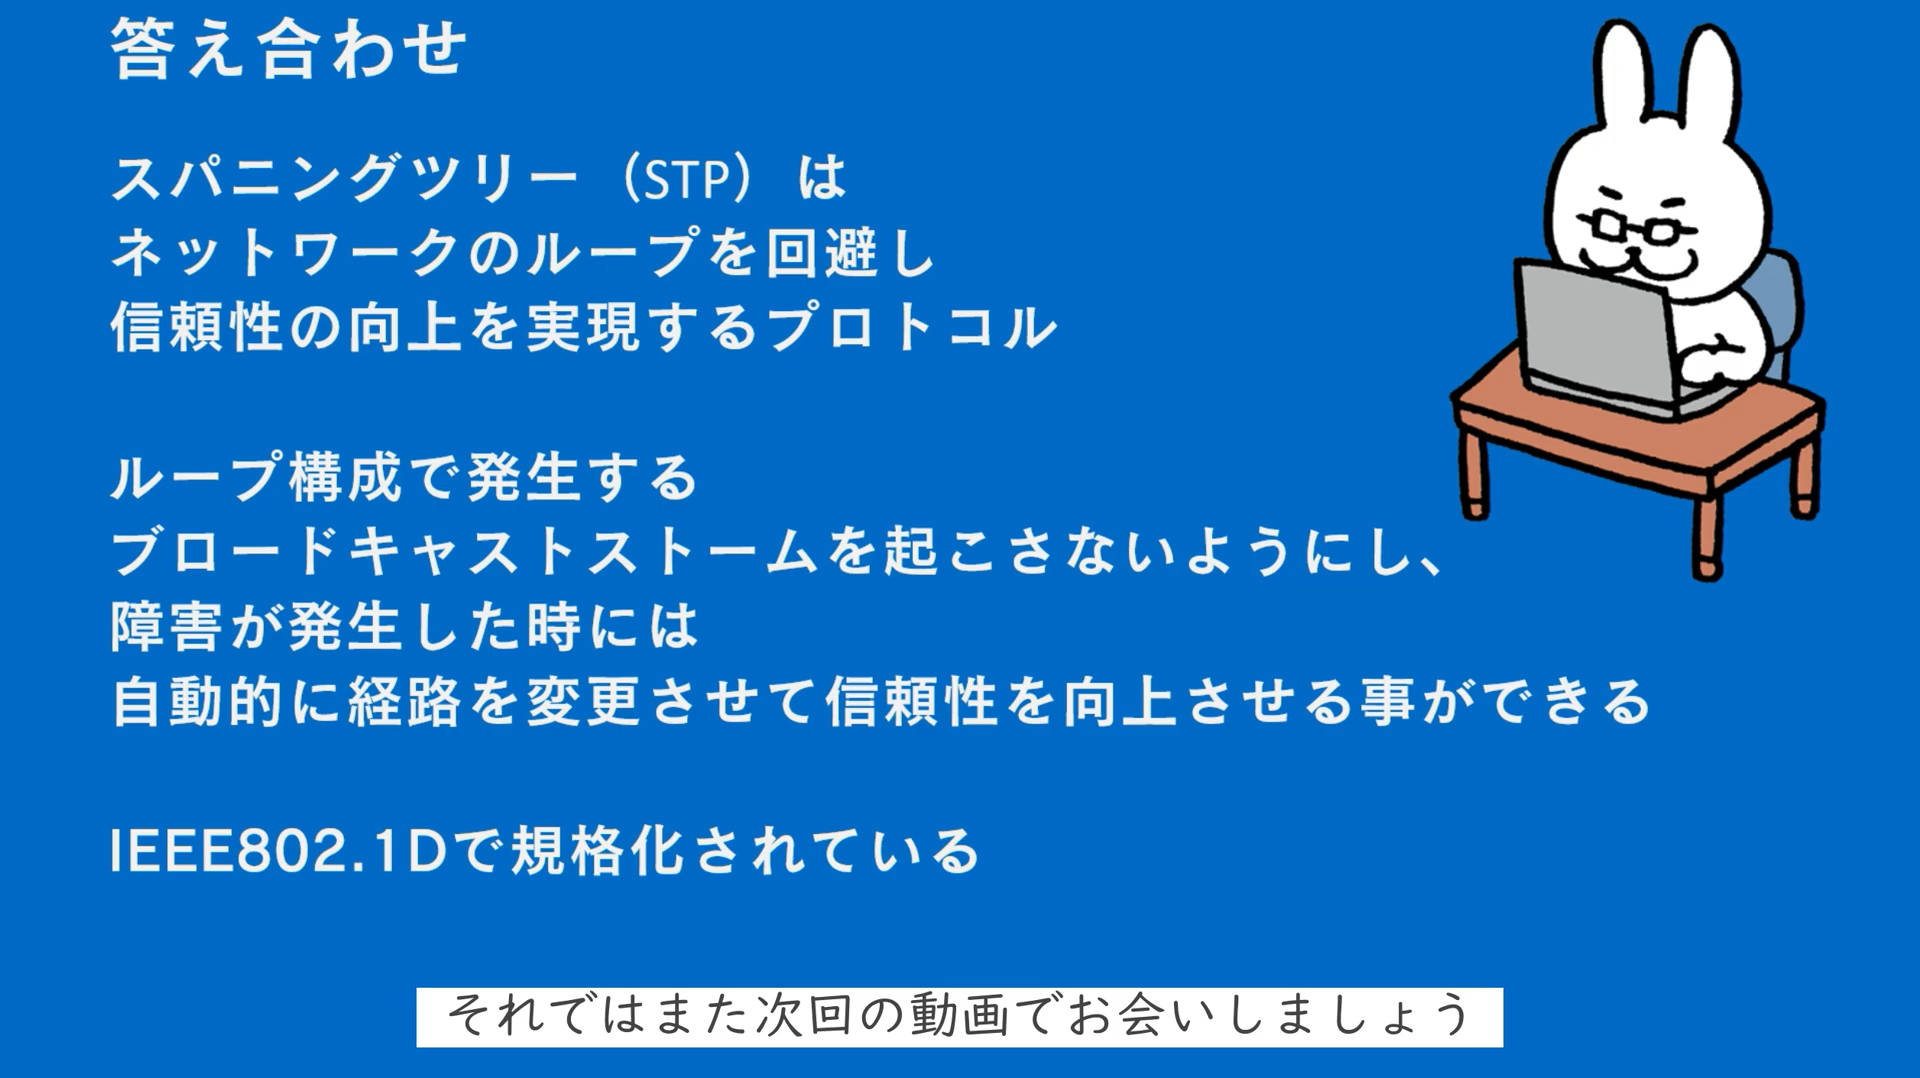 答え合わせ
スパニングツリー（STP）は
ネットワークのループを回避し
信頼性の向上を実現するプロトコル
ループ構成で発生する
ブロードキャストストームを起こさないようにし、
障害が発生した時には
自動的に経路を変更させて信頼性を向上させる事ができる
IEEE802.1Dで規格化されている
それではまた次回の動画でお会いしましょう